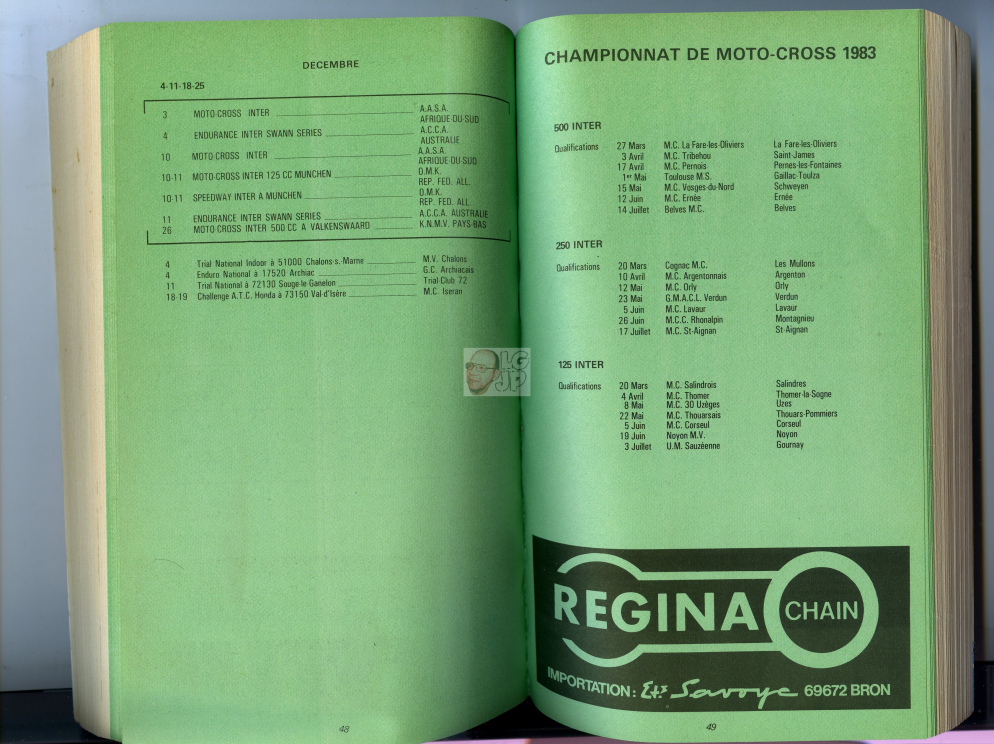 DECEMBRE
4-11-18-25
3 MOTO-CROSS INTER A.A.S.A.
AFRIQUE-DU-SUD
4 ENDURANCE INTER SWANN SERIES A.C.C.A.
AUSTRALIE
10 MOTO-CROSS INTER A.A.S.A.
AFRIQUE-DU-SUD
10-11 MOTO-CROSS INTER 125 CC MUNCHEN O.M.K.
REP. FED. ALL.
10-11 SPEEDWAY INTER A MUNCHEN O.M.K.
REP. FED. ALL.
11 ENDURANCE INTER SWANN SERIES A.C.C.A. AUSTRALIE
26 MOTO-CROSS INTER 500 CC A VALKENSWAARD K.N.M.V. PAYS-BAS
4 Trial National Indoor à 51000 Chalons-s.-Marne M.V. Chalons
4 Enduro National à 17520 Archiac G.C. Archiacais
11 Trial National à 72130 Souge-le-Ganelon Trial-Club 72
18-19 Challenge A.T.C. Honda à 73150 Val-d'Isère M.C. Iseran
48
CHAMPIONNAT DE MOTO-CROSS 1983
500 INTER
Qualifications 27 Mars M.C. La Fare-les-Oliviers La Fare-les-Oliviers
3 Avril M.C. Tribehou Saint-James
17 Avril M.C. Pernois Pernes-les-Fontaines
1er Mai Toulouse M.S. Gaillac-Toulza
15 Mai M.C. Vosges-du-Nord Schweyen
12 Juin M.C. Ernée Ernée
14 Juillet Belves M.C. Belves
250 INTER
Qualifications 20 Mars Cognac M.C. Les Mullons
10 Avril M.C. Argentonnais Argenton
12 Mai M.C. Orly Orly
23 Mai G.M.A.C.L. Verdun Verdun
5 Juin M.C. Lavaur Lavaur
26 Juin M.C.C. Rhonalpin Montagnieu
17 Juillet M.C. St-Aignan St-Aignan
125 INTER
Qualifications 20 Mars M.C. Salindrois Salindres
4 Avril M.C. Thomer Thomer-la-Sogne
8 Mai M.C. 30 Uzèges Uzes
22 Mai M.C. Thouarsais Thouars-Pommiers
5 Juin M.C. Corseul Corseul
19 Juin Noyon M.V. Noyon
3 Juillet U.M. Sauzéenne Gournay
REGINA CHAIN
IMPORTATION : Ets Savoye 69672 BRON
49
LG
JP